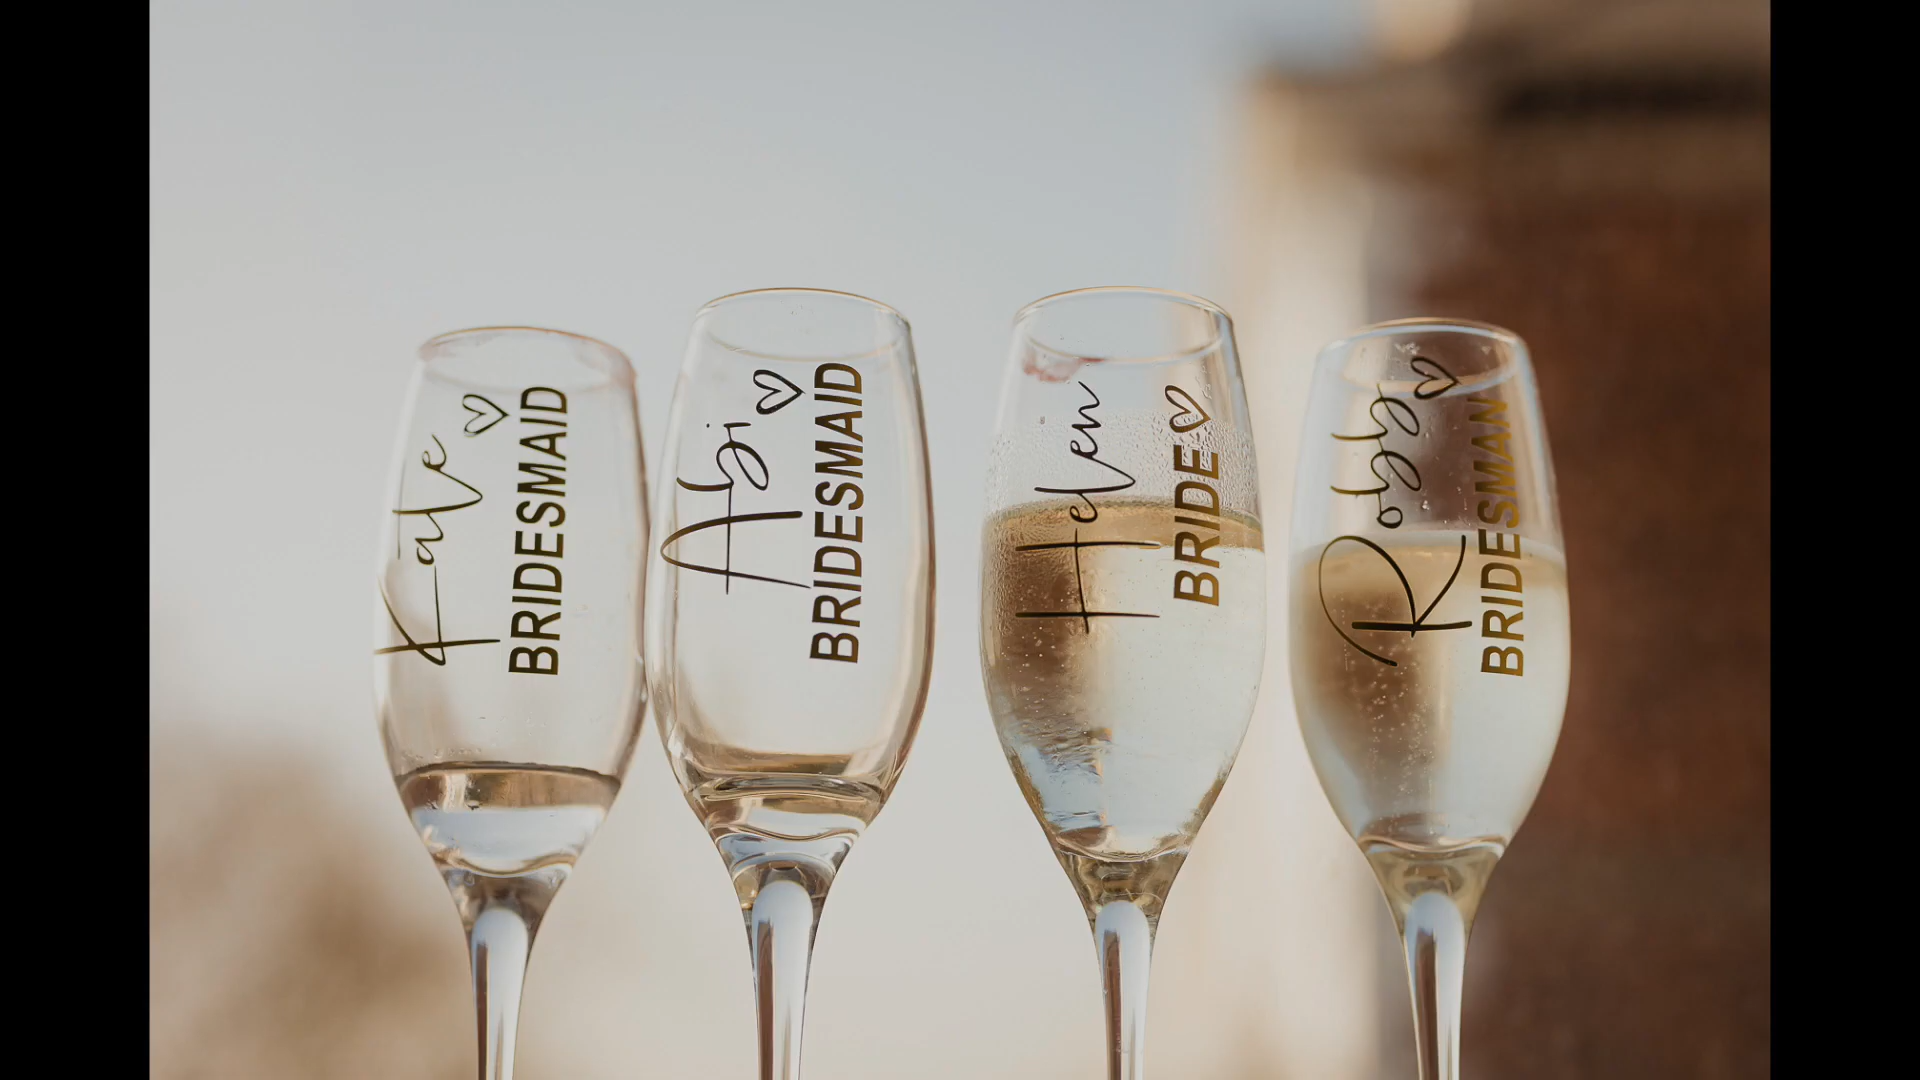 Kate
BRIDESMAID
Abi
BRIDESMAID
Helen
BRIDE
Robby
BRIDESMAN